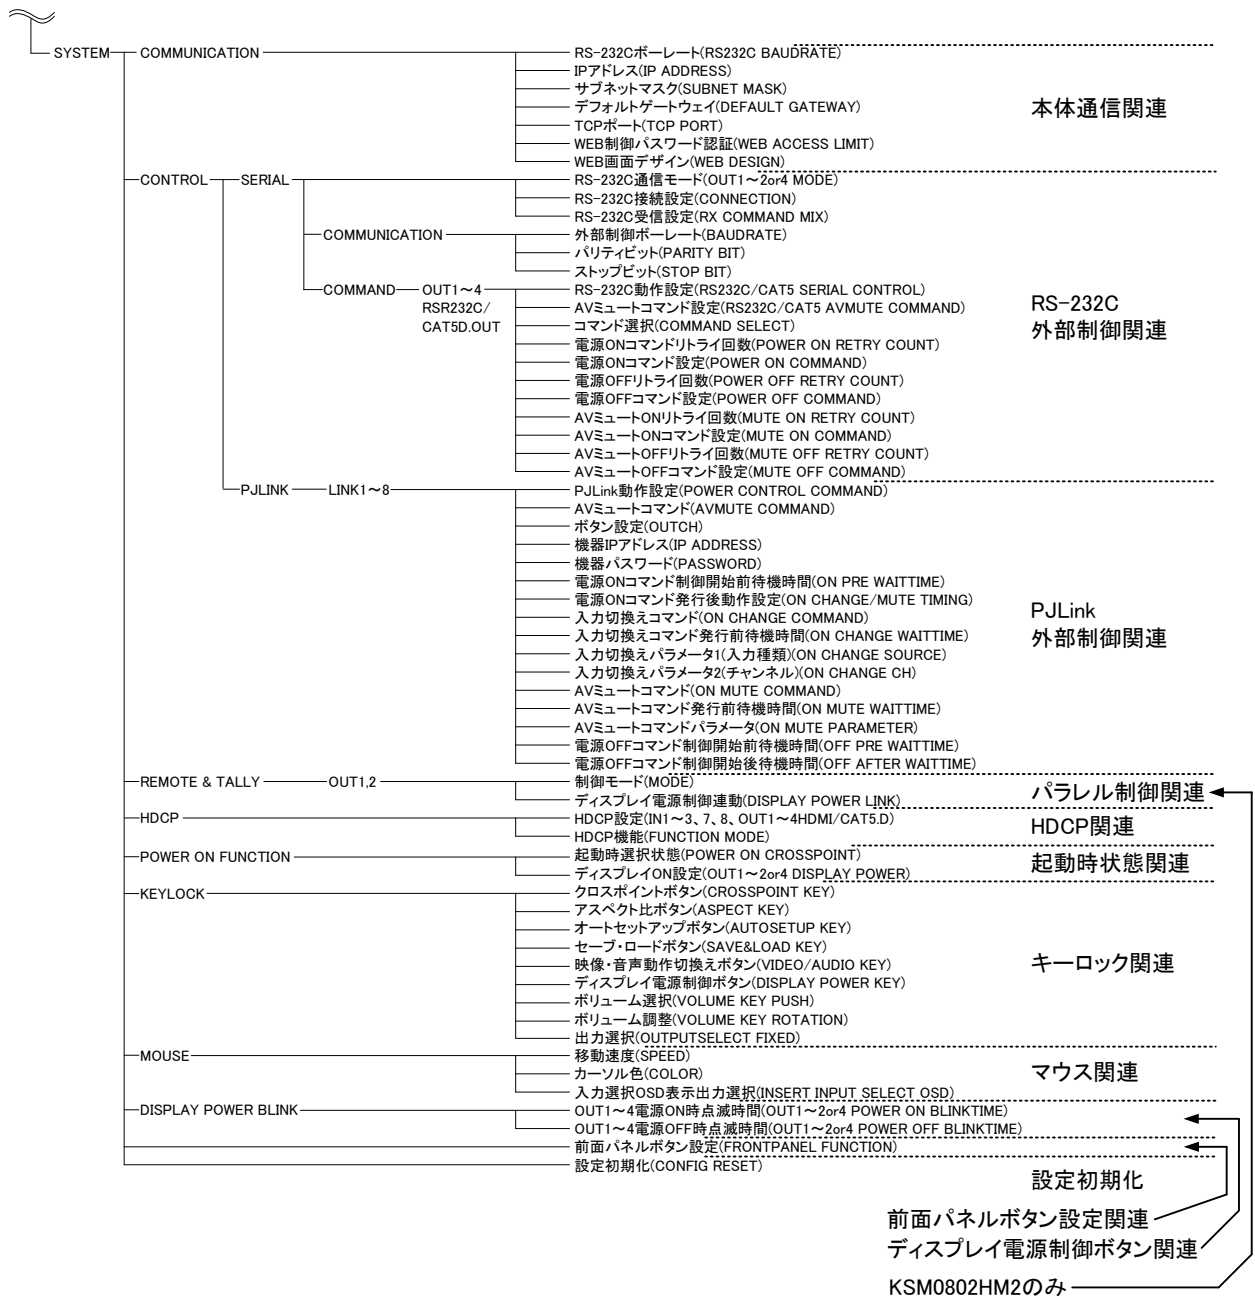 SYSTEM COMMUNICATION RS-232Cボーレート(RS232C BAUDRATE)
IPアドレス(IP ADDRESS)
サブネットマスク(SUBNET MASK)
デフォルトゲートウェイ(DEFAULT GATEWAY) 本体通信関連
TCPポート(TCP PORT)
WEB制御パスワード認証(WEB ACCESS LIMIT)
WEB画面デザイン(WEB DESIGN)
CONTROL SERIAL RS-232C通信モード(OUT1～2or4 MODE)
RS-232C接続設定(CONNECTION)
RS-232C受信設定(RX COMMAND MIX)
COMMUNICATION 外部制御ボーレート(BAUDRATE)
パリティビット(PARITY BIT)
ストップビット(STOP BIT)
COMMAND OUT1～4 RS-232C動作設定(RS232C/CAT5 SERIAL CONTROL)
RSR232C/ AVミュートコマンド設定(RS232C/CAT5 AVMUTE COMMAND) RS-232C
CAT5D.OUT コマンド選択(COMMAND SELECT) 外部制御関連
電源ONコマンドリトライ回数(POWER ON RETRY COUNT)
電源ONコマンド設定(POWER ON COMMAND)
電源OFFリトライ回数(POWER OFF RETRY COUNT)
電源OFFコマンド設定(POWER OFF COMMAND)
AVミュートONリトライ回数(MUTE ON RETRY COUNT)
AVミュートONコマンド設定(MUTE ON COMMAND)
AVミュートOFFリトライ回数(MUTE OFF RETRY COUNT)
AVミュートOFFコマンド設定(MUTE OFF COMMAND)
PJLINK LINK1～8 PJLink動作設定(POWER CONTROL COMMAND)
AVミュートコマンド(AVMUTE COMMAND)
ボタン設定(OUTCH)
機器IPアドレス(IP ADDRESS)
機器パスワード(PASSWORD)
電源ONコマンド制御開始前待機時間(ON PRE WAITTIME)
電源ONコマンド発行後動作設定(ON CHANGE/MUTE TIMING) PJLink
入力切換えコマンド(ON CHANGE COMMAND) 外部制御関連
入力切換えコマンド発行前待機時間(ON CHANGE WAITTIME)
入力切換えパラメータ1(入力種類)(ON CHANGE SOURCE)
入力切換えパラメータ2(チャンネル)(ON CHANGE CH)
AVミュートコマンド(ON MUTE COMMAND)
AVミュートコマンド発行前待機時間(ON MUTE WAITTIME)
AVミュートコマンドパラメータ(ON MUTE PARAMETER)
電源OFFコマンド制御開始前待機時間(OFF PRE WAITTIME)
電源OFFコマンド制御開始後待機時間(OFF AFTER WAITTIME)
REMOTE & TALLY OUT1,2 制御モード(MODE)
ディスプレイ電源制御連動(DISPLAY POWER LINK) パラレル制御関連
HDCP HDCP設定(IN1～3、7、8、OUT1～4HDMI/CAT5.D) HDCP関連
HDCP機能(FUNCTION MODE)
POWER ON FUNCTION 起動時選択状態(POWER ON CROSSPOINT) 起動時状態関連
ディスプレイON設定(OUT1～2or4 DISPLAY POWER)
KEYLOCK クロスポイントボタン(CROSSPOINT KEY)
アスペクト比ボタン(ASPECT KEY)
オートセットアップボタン(AUTOSETUP KEY)
セーブ・ロードボタン(SAVE&LOAD KEY)
映像・音声動作切換えボタン(VIDEO/AUDIO KEY) キーロック関連
ディスプレイ電源制御ボタン(DISPLAY POWER KEY)
ボリューム選択(VOLUME KEY PUSH)
ボリューム調整(VOLUME KEY ROTATION)
出力選択(OUTPUTSELECT FIXED)
MOUSE 移動速度(SPEED)
カーソル色(COLOR) マウス関連
入力選択OSD表示出力選択(INSERT INPUT SELECT OSD)
DISPLAY POWER BLINK OUT1～4電源ON時点滅時間(OUT1～2or4 POWER ON BLINKTIME)
OUT1～4電源OFF時点滅時間(OUT1～2or4 POWER OFF BLINKTIME)
前面パネルボタン設定(FRONTPANEL FUNCTION)
設定初期化(CONFIG RESET)
設定初期化
前面パネルボタン設定関連
ディスプレイ電源制御ボタン関連
KSM0802HM2のみ